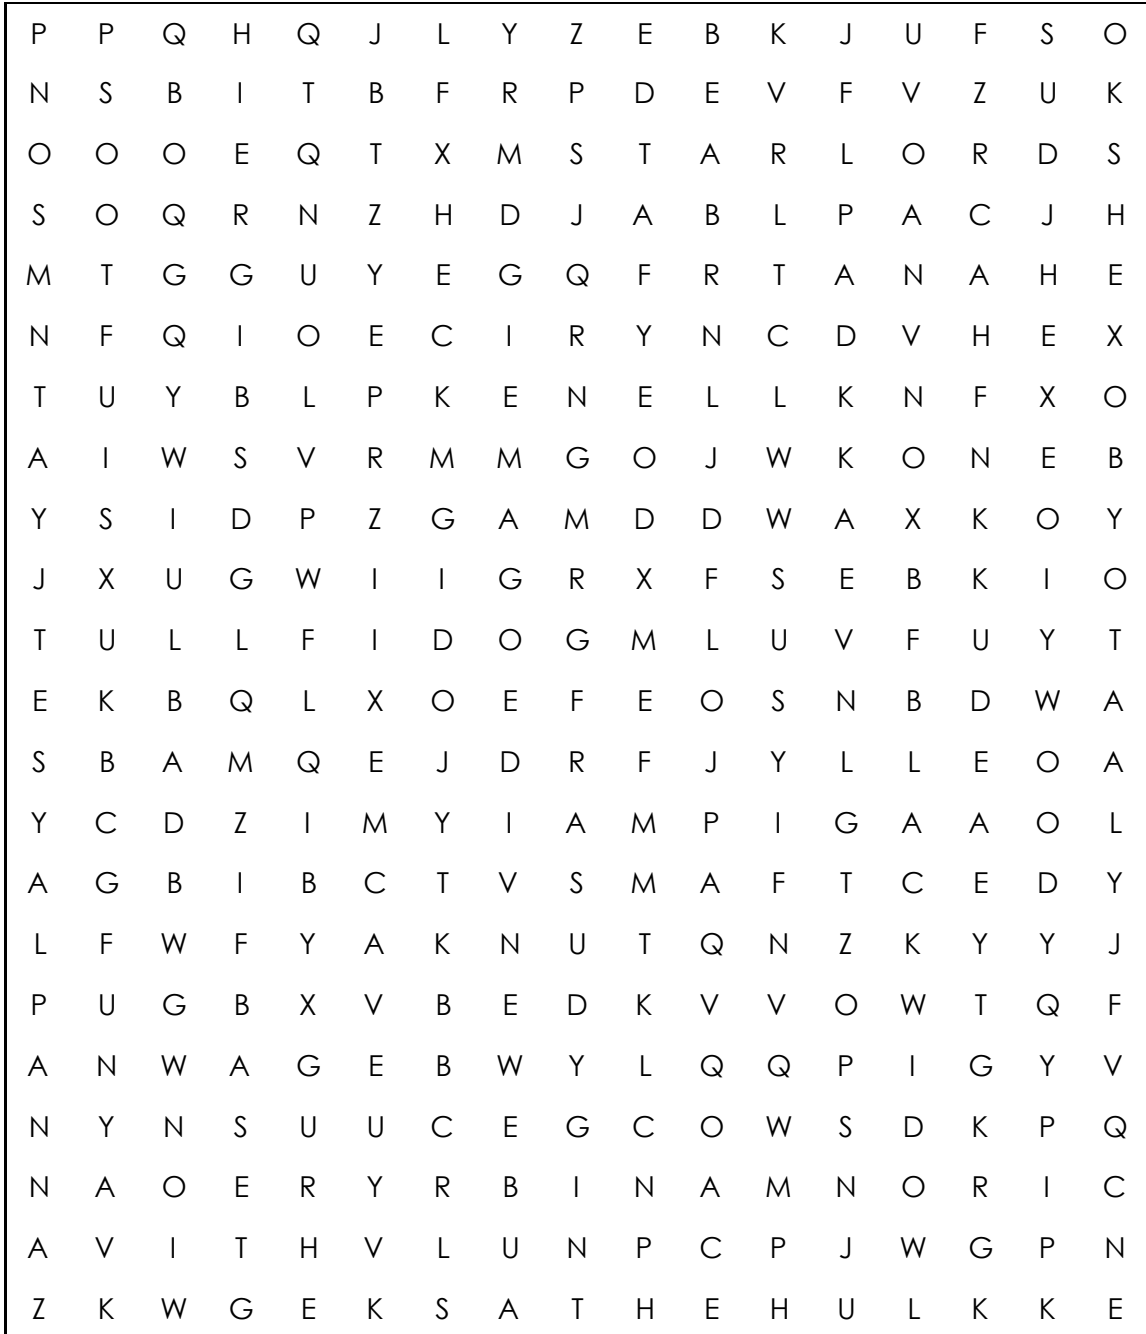 P P Q H Q J L Y Z E B K J U F S O
N S B I T B F R P D E V F V Z U K
O O O E Q T X M S T A R L O R D S
S O Q R N Z H D J A B L P A C J H
M T G G U Y E G Q F R T A N A H E
N F Q I O E C I R Y N C D V H E X
T U Y B L P K E N E L L K N F X O
A I W S V R M M G O J W K O N E B
Y S I D P Z G A M D D W A X K O Y
J X U G W I I G R X F S E B K I O
T U L L F I D O G M L U V F U Y T
E K B Q L X O E F E O S N B D W A
S B A M Q E J D R F J Y L L E O A
Y C D Z I M Y I A M P I G A A O L
A G B I B C T V S M A F T C E D Y
L F W F Y A K N U T Q N Z K Y Y J
P U G B X V B E D K V V O W T Q F
A N W A G E B W Y L Q Q P I G Y V
N Y N S U U C E G C O W S D K P Q
N A O E R Y R B I N A M N O R I C
A V I T H V L U N P C P J W G P N
Z K W G E K S A T H E H U L K K E